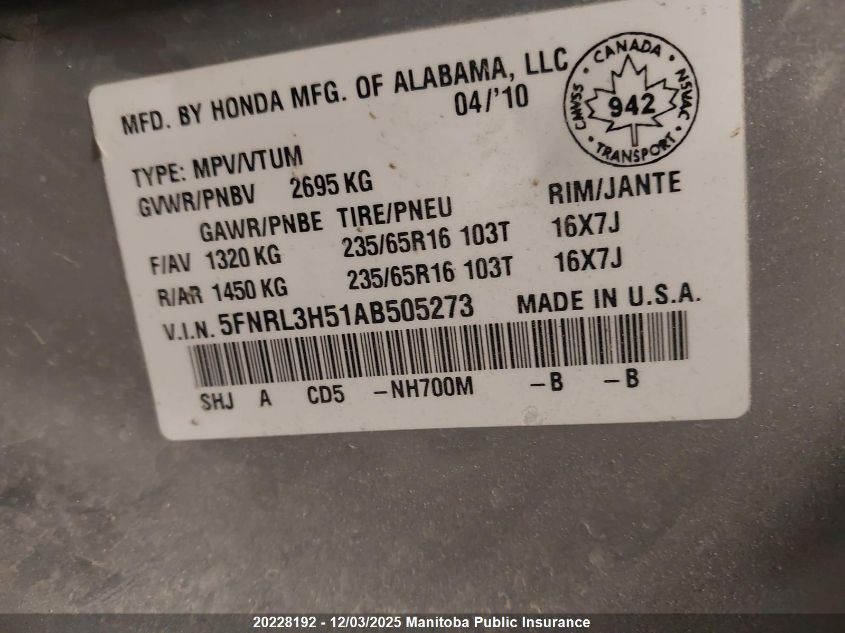 MFD. BY HONDA MFG. OF ALABAMA, LLC
04/'10
CANADA
CMVSS
942
NSVAC
TRANSPORT
TYPE: MPV/VTUM
GVWR/PNBV 2695 KG
GAWR/PNBE TIRE/PNEU RIM/JANTE
F/AV 1320 KG 235/65R16 103T 16X7J
R/AR 1450 KG 235/65R16 103T 16X7J
V.I.N. 5FNRL3H51AB505273 MADE IN U.S.A.
SHJ A CD5 -NH700M -B -B
20228192 - 12/03/2025 Manitoba Public Insurance